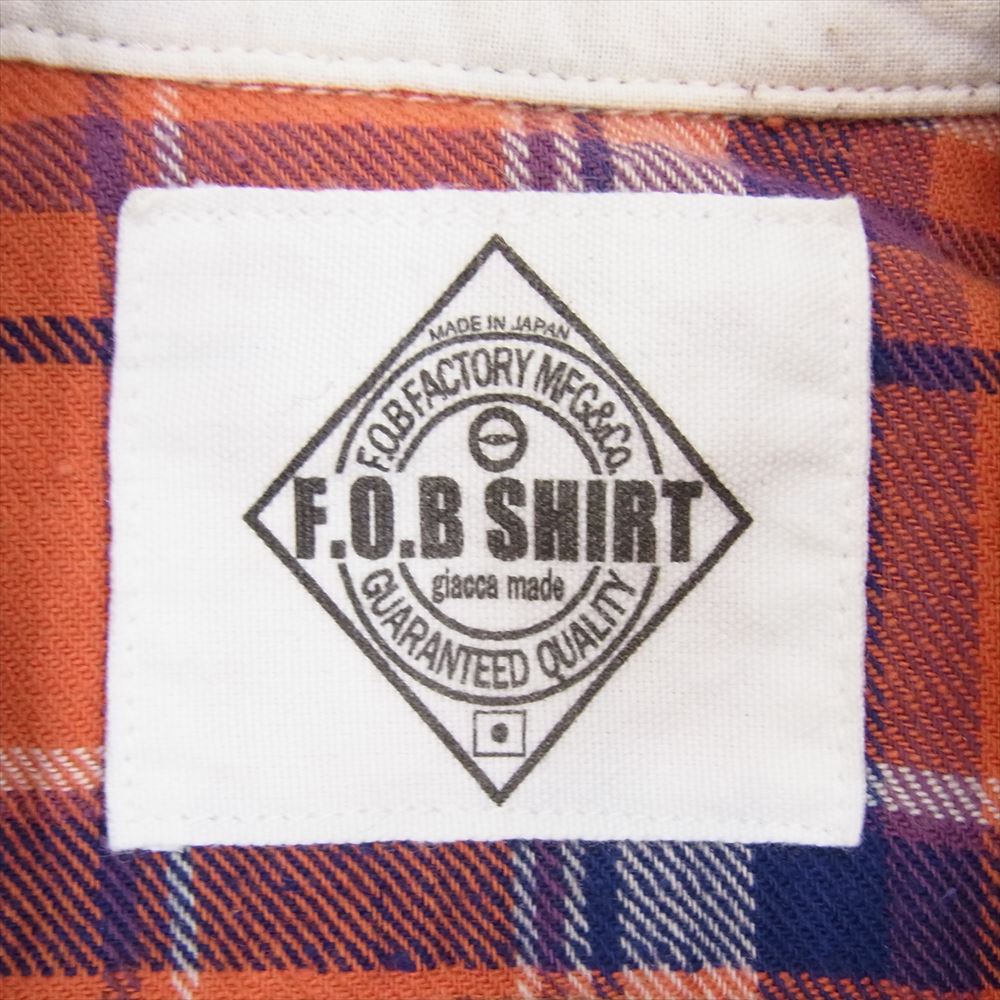 MADE IN JAPAN
F.O.B FACTORY MFG&CO.
F.O.B SHIRT
giacca made
GUARANTEED QUALITY